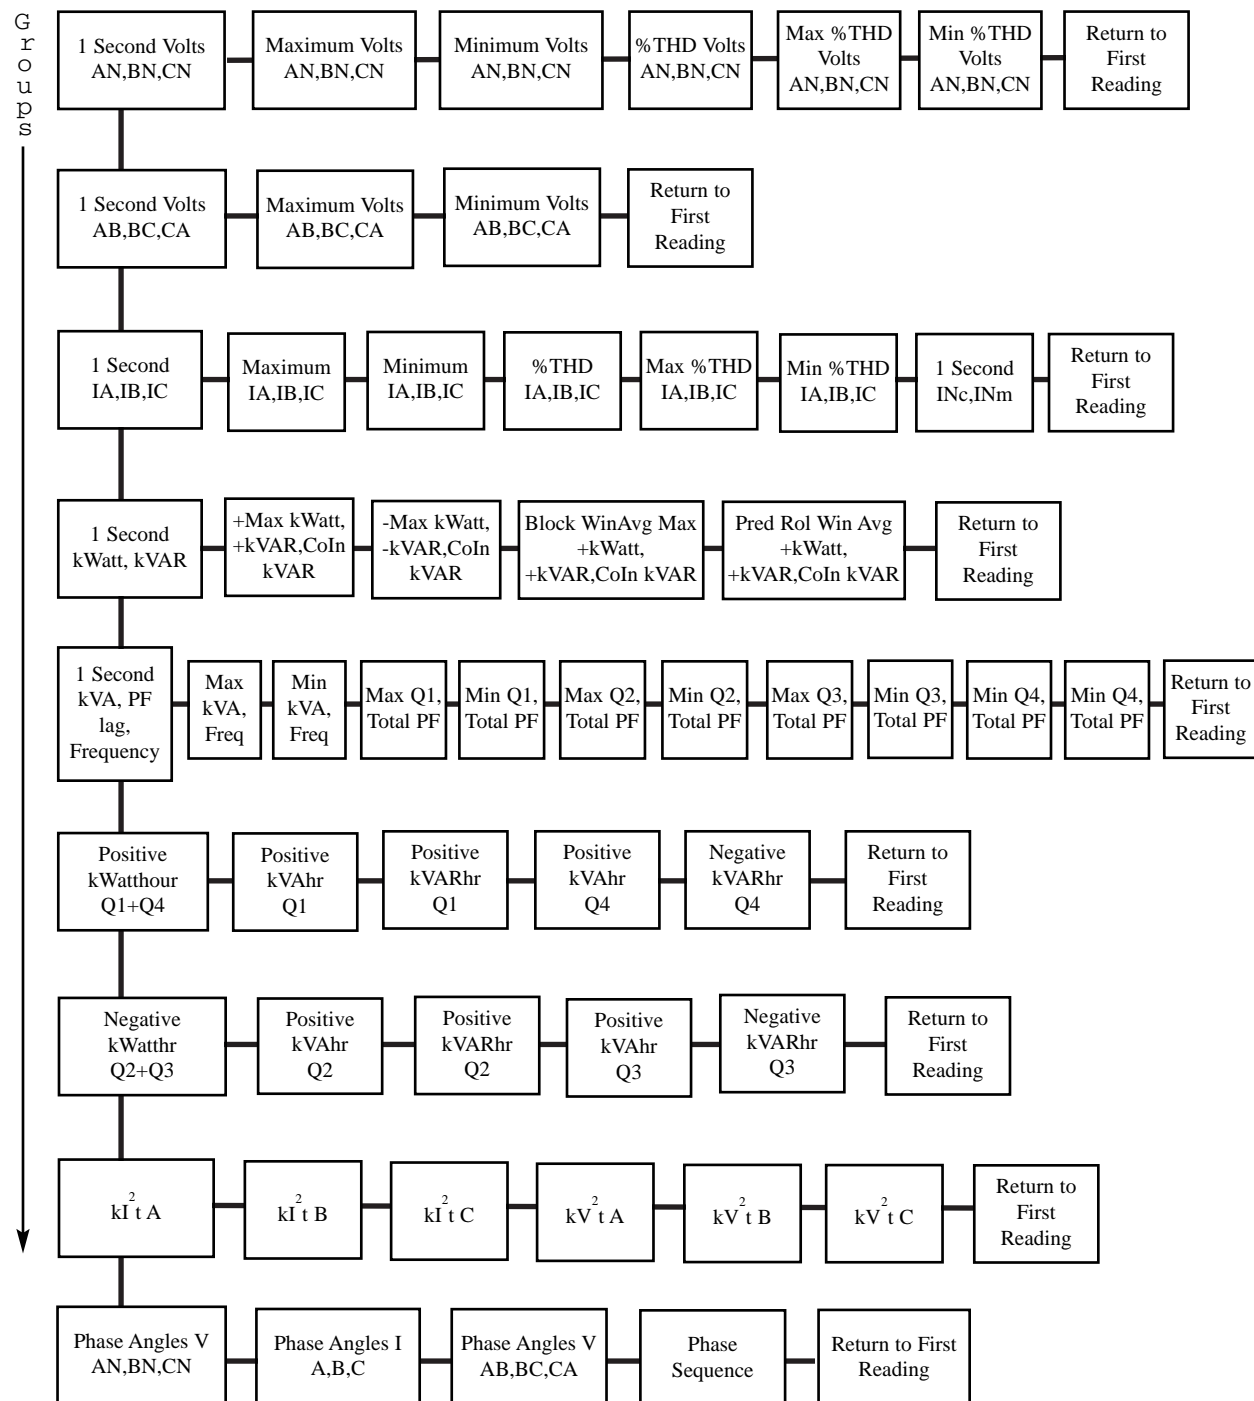 Groups
1 Second Volts
AN,BN,CN
Maximum Volts
AN,BN,CN
Minimum Volts
AN,BN,CN
%THD Volts
AN,BN,CN
Max %THD
Volts
AN,BN,CN
Min %THD
Volts
AN,BN,CN
Return to
First
Reading
1 Second Volts
AB,BC,CA
Maximum Volts
AB,BC,CA
Minimum Volts
AB,BC,CA
Return to
First
Reading
1 Second
IA,IB,IC
Maximum
IA,IB,IC
Minimum
IA,IB,IC
%THD
IA,IB,IC
Max %THD
IA,IB,IC
Min %THD
IA,IB,IC
1 Second
INc,INm
Return to
First
Reading
1 Second
kWatt, kVAR
+Max kWatt,
+kVAR,CoIn
kVAR
-Max kWatt,
-kVAR,CoIn
kVAR
Block WinAvg Max
+kWatt,
+kVAR,CoIn kVAR
Pred Rol Win Avg
+kWatt,
+kVAR,CoIn kVAR
Return to
First
Reading
1 Second
kVA, PF
lag,
Frequency
Max
kVA,
Freq
Min
kVA,
Freq
Max Q1,
Total PF
Min Q1,
Total PF
Max Q2,
Total PF
Min Q2,
Total PF
Max Q3,
Total PF
Min Q3,
Total PF
Min Q4,
Total PF
Min Q4,
Total PF
Return to
First
Reading
Positive
kWatthour
Q1+Q4
Positive
kVAhr
Q1
Positive
kVARhr
Q1
Positive
kVAhr
Q4
Negative
kVARhr
Q4
Return to
First
Reading
Negative
kWatthr
Q2+Q3
Positive
kVAhr
Q2
Positive
kVARhr
Q2
Positive
kVAhr
Q3
Negative
kVARhr
Q3
Return to
First
Reading
kI²t A
kI²t B
kI²t C
kV²t A
kV²t B
kV²t C
Return to
First
Reading
Phase Angles V
AN,BN,CN
Phase Angles I
A,B,C
Phase Angles V
AB,BC,CA
Phase
Sequence
Return to First
Reading